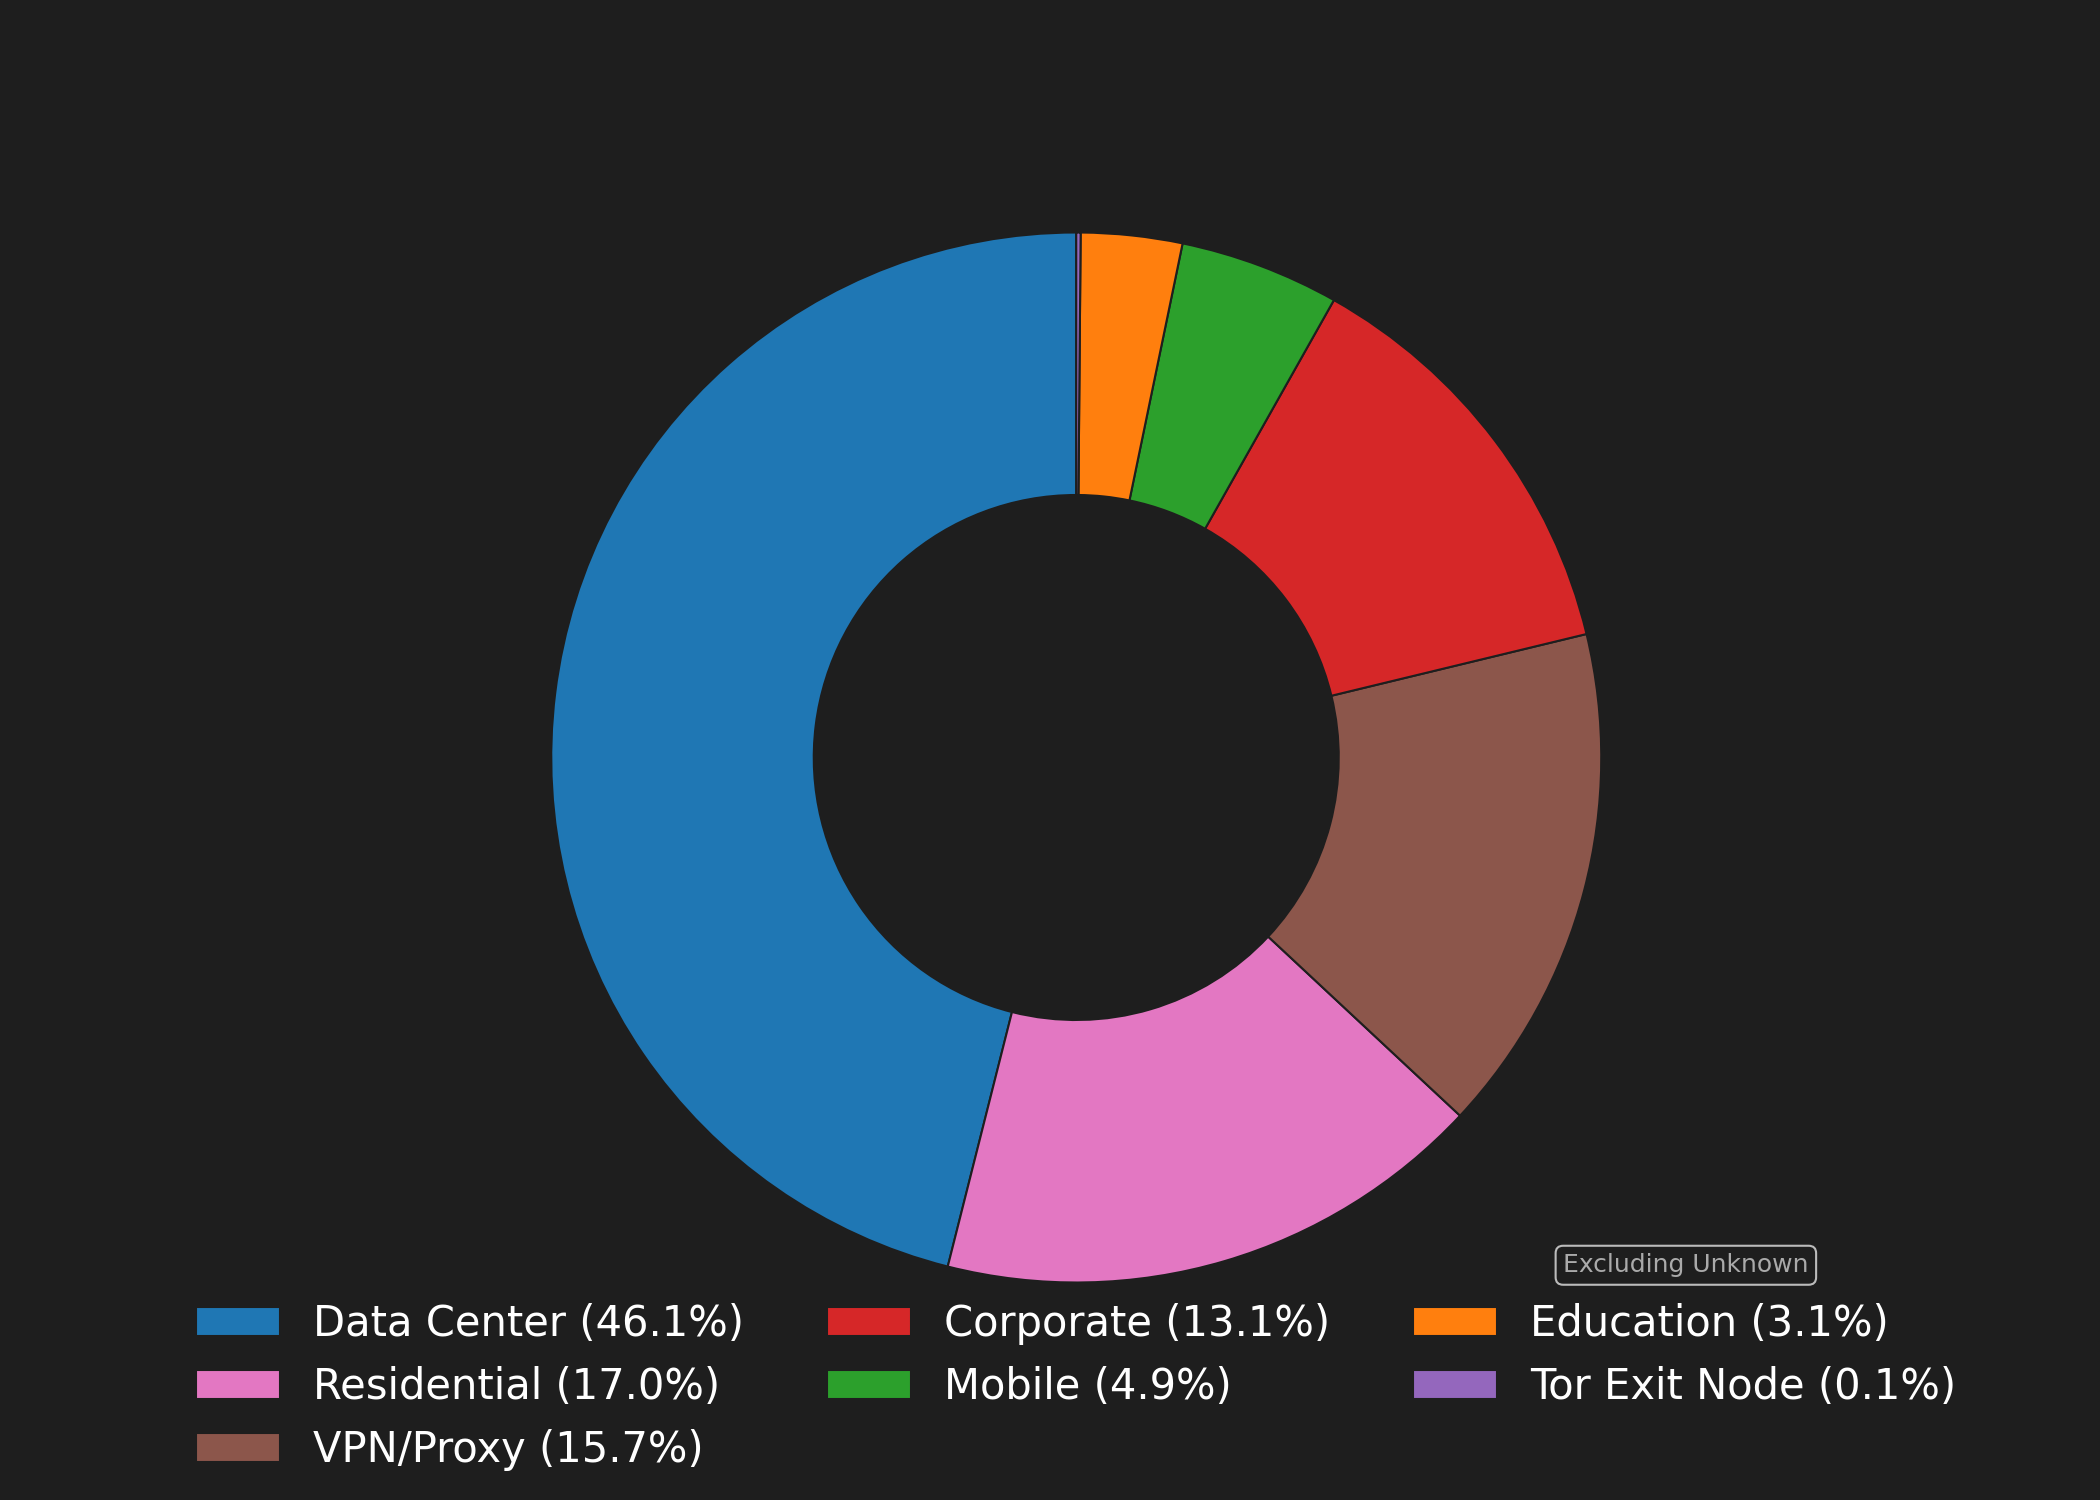 Excluding Unknown
Data Center (46.1%)
Residential (17.0%)
VPN/Proxy (15.7%)
Corporate (13.1%)
Mobile (4.9%)
Education (3.1%)
Tor Exit Node (0.1%)